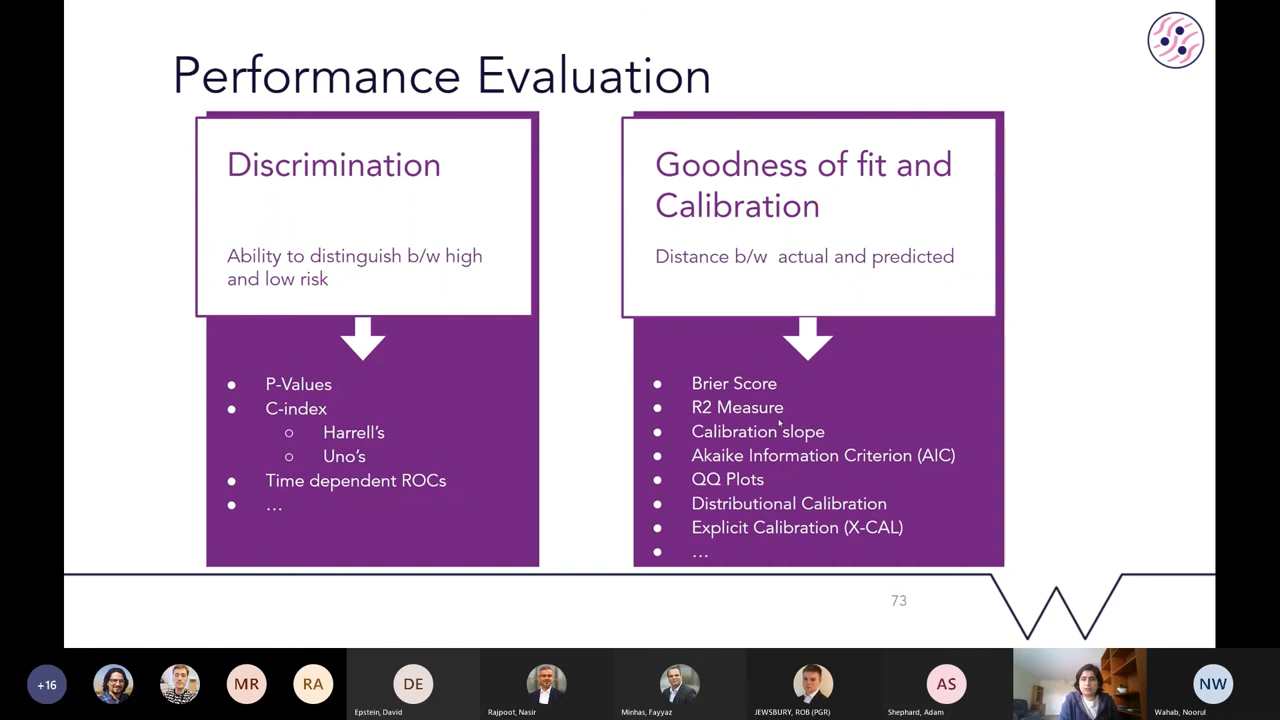 Performance Evaluation
Discrimination
Ability to distinguish b/w high
and low risk
P-Values
C-index
Harrell's
Uno's
Time dependent ROCs
...
Goodness of fit and
Calibration
Distance b/w actual and predicted
Brier Score
R2 Measure
Calibration slope
Akaike Information Criterion (AIC)
QQ Plots
Distributional Calibration
Explicit Calibration (X-CAL)
...
73
+16
MR
RA
DE
Epstein, David
Rajpoot, Nasir
Minhas, Fayyaz
JEWSBURY, ROB (PGR)
AS
Shephard, Adam
NW
Wahab, Noorul